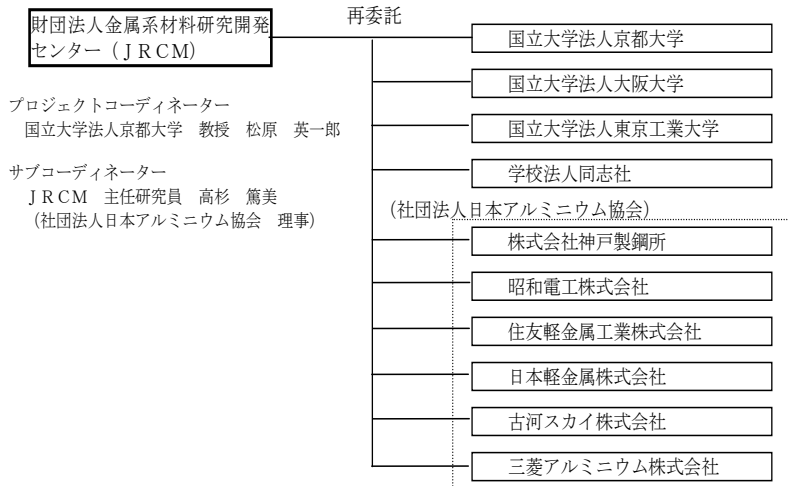 財団法人金属系材料研究開発
センター（ＪＲＣＭ）
プロジェクトコーディネーター
国立大学法人京都大学　教授　松原　英一郎
サブコーディネーター
ＪＲＣＭ　主任研究員　高杉　篤美
（社団法人日本アルミニウム協会　理事）
再委託
国立大学法人京都大学
国立大学法人大阪大学
国立大学法人東京工業大学
学校法人同志社
（社団法人日本アルミニウム協会）
株式会社神戸製鋼所
昭和電工株式会社
住友軽金属工業株式会社
日本軽金属株式会社
古河スカイ株式会社
三菱アルミニウム株式会社